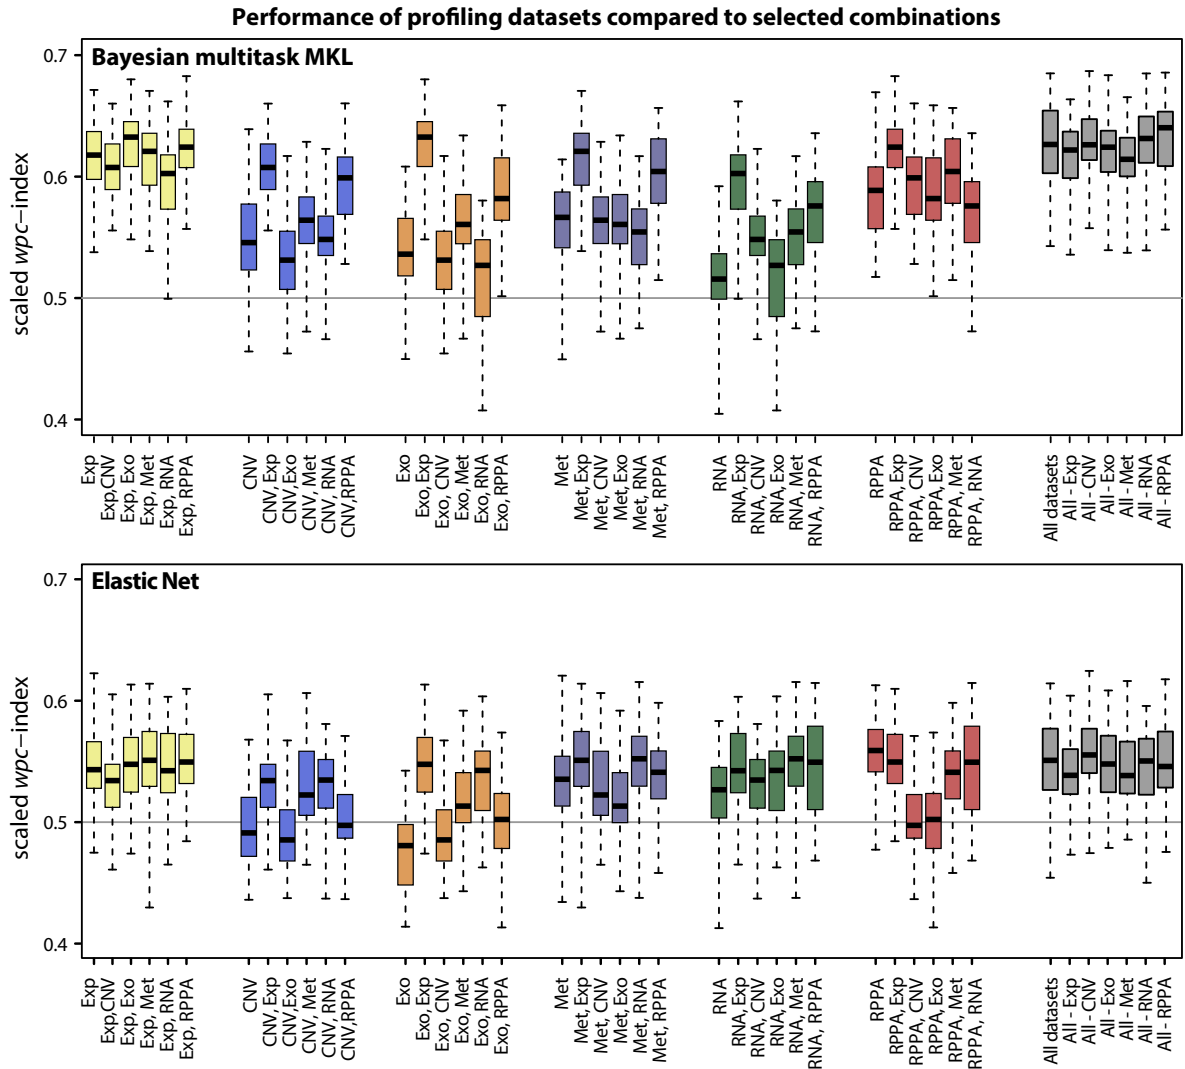 Performance of profiling datasets compared to selected combinations
Bayesian multitask MKL
scaled wpc−index
0.7
0.6
0.5
0.4
Exp
Exp,CNV
Exp, Exo
Exp, Met
Exp, RNA
Exp, RPPA
CNV
CNV, Exp
CNV,Exo
CNV, Met
CNV, RNA
CNV,RPPA
Exo
Exo, Exp
Exo, CNV
Exo, Met
Exo, RNA
Exo, RPPA
Met
Met, Exp
Met, CNV
Met, Exo
Met, RNA
Met, RPPA
RNA
RNA, Exp
RNA, CNV
RNA, Exo
RNA, Met
RNA, RPPA
RPPA
RPPA, Exp
RPPA, CNV
RPPA, Exo
RPPA, Met
RPPA, RNA
All datasets
All - Exp
All - CNV
All - Exo
All - Met
All - RNA
All - RPPA
Elastic Net
scaled wpc−index
0.7
0.6
0.5
0.4
Exp
Exp,CNV
Exp, Exo
Exp, Met
Exp, RNA
Exp, RPPA
CNV
CNV, Exp
CNV,Exo
CNV, Met
CNV, RNA
CNV,RPPA
Exo
Exo, Exp
Exo, CNV
Exo, Met
Exo, RNA
Exo, RPPA
Met
Met, Exp
Met, CNV
Met, Exo
Met, RNA
Met, RPPA
RNA
RNA, Exp
RNA, CNV
RNA, Exo
RNA, Met
RNA, RPPA
RPPA
RPPA, Exp
RPPA, CNV
RPPA, Exo
RPPA, Met
RPPA, RNA
All datasets
All - Exp
All - CNV
All - Exo
All - Met
All - RNA
All - RPPA